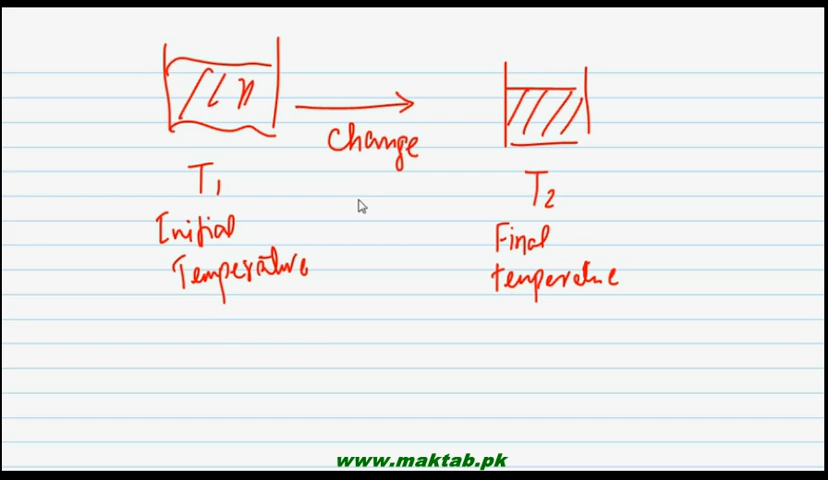 Change
T1
T2
Initial
Temperature
Final
temperature
www.maktab.pk